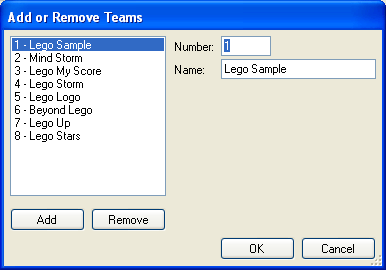 Add or Remove Teams
1 - Lego Sample
2 - Mind Storm
3 - Lego My Score
4 - Lego Storm
5 - Lego Logo
6 - Beyond Lego
7 - Lego Up
8 - Lego Stars
Number: 1
Name: Lego Sample
Add Remove
OK Cancel